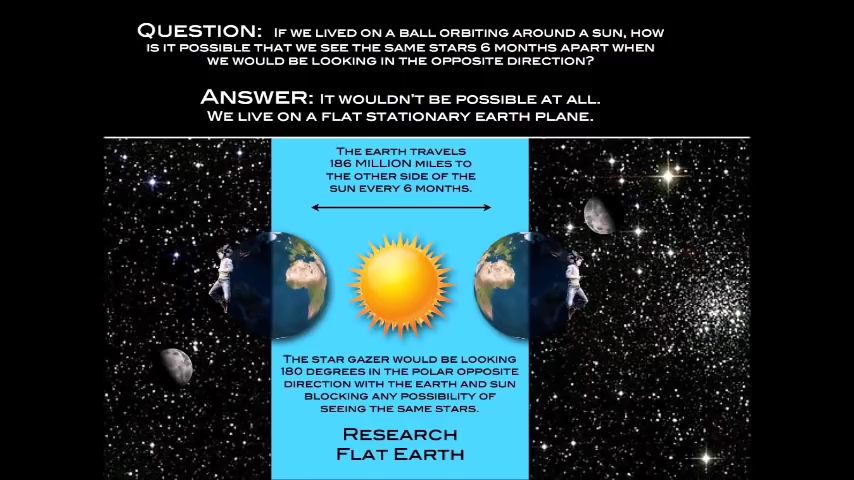 QUESTION: IF WE LIVED ON A BALL ORBITING AROUND A SUN, HOW
IS IT POSSIBLE THAT WE SEE THE SAME STARS 6 MONTHS APART WHEN
WE WOULD BE LOOKING IN THE OPPOSITE DIRECTION?
ANSWER: IT WOULDN'T BE POSSIBLE AT ALL.
WE LIVE ON A FLAT STATIONARY EARTH PLANE.
THE EARTH TRAVELS
186 MILLION MILES TO
THE OTHER SIDE OF THE
SUN EVERY 6 MONTHS.
THE STAR GAZER WOULD BE LOOKING
180 DEGREES IN THE POLAR OPPOSITE
DIRECTION WITH THE EARTH AND SUN
BLOCKING ANY POSSIBILITY OF
SEEING THE SAME STARS.
RESEARCH
FLAT EARTH